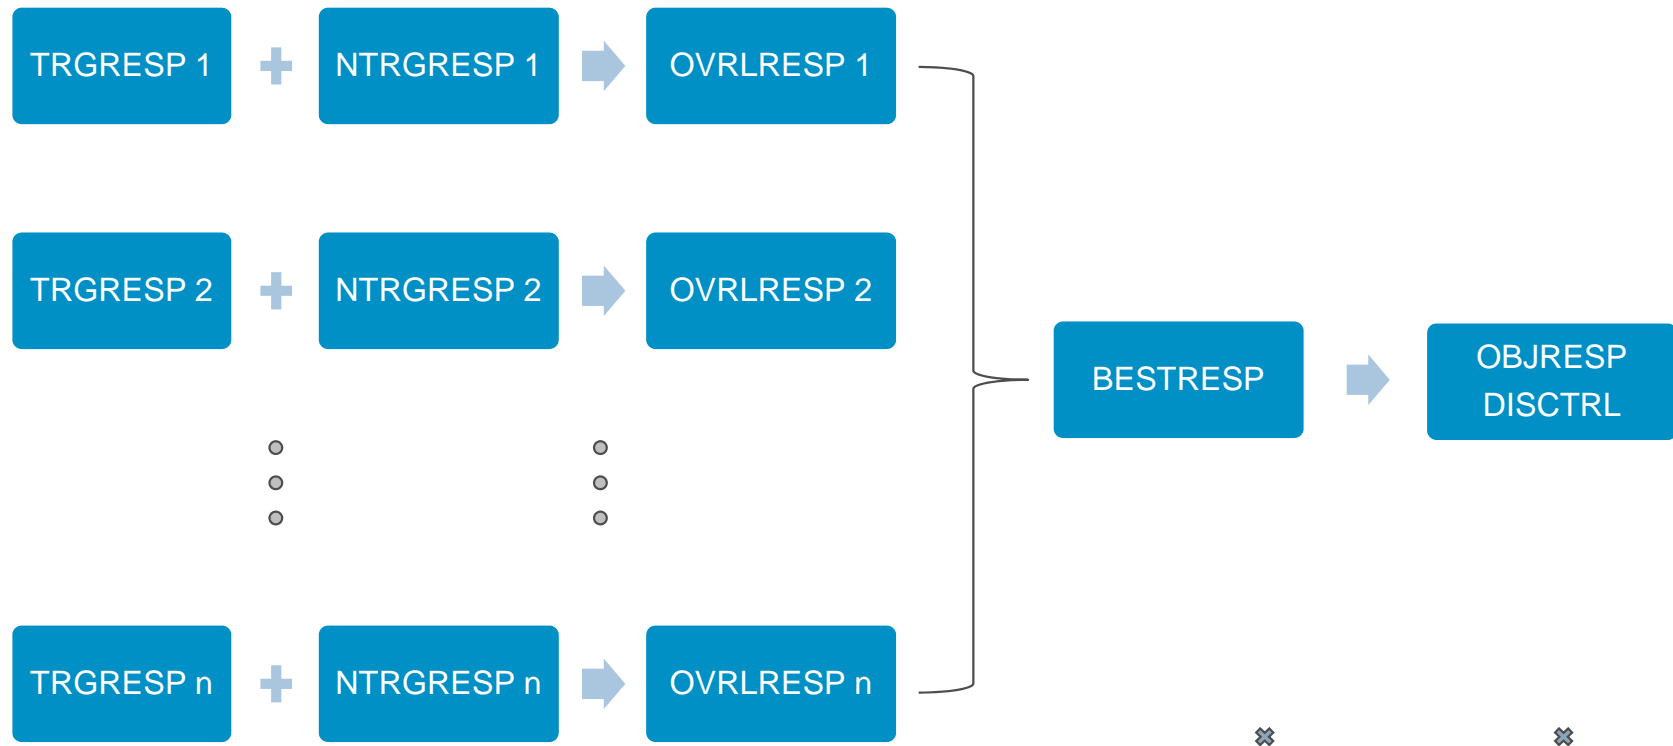 TRGRESP 1
NTRGRESP 1
OVRLRESP 1
TRGRESP 2
NTRGRESP 2
OVRLRESP 2
BESTRESP
OBJRESP
DISCTRL
TRGRESP n
NTRGRESP n
OVRLRESP n